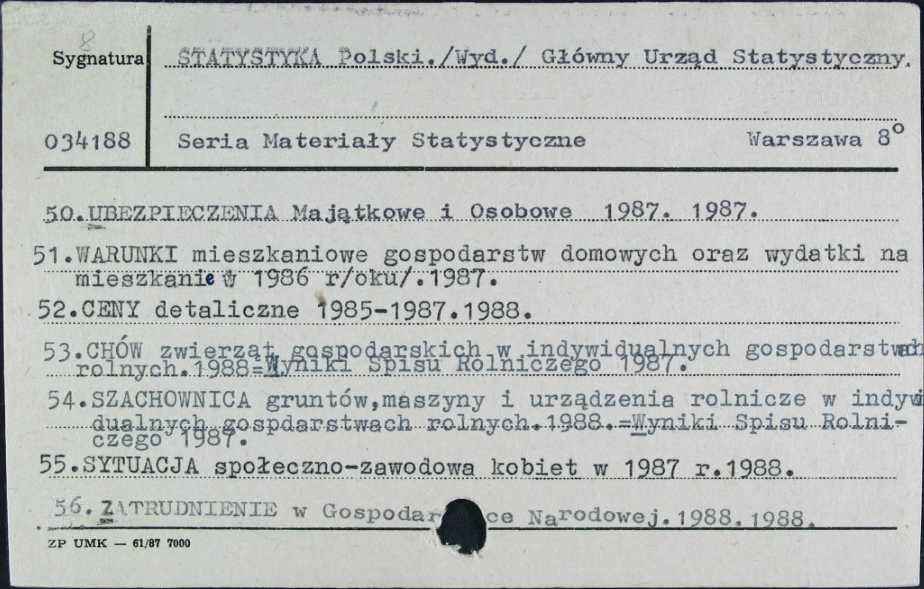 8
Sygnatura STATYSTYKA Polski./Wyd./ Główny Urząd Statystyczny.
034188 Seria Materiały Statystyczne Warszawa 8°
50.UBEZPIECZENIA Majątkowe i Osobowe 1987. 1987.
51.WARUNKI mieszkaniowe gospodarstw domowych oraz wydatki na
mieszkanie w 1986 r/oku/.1987.
52.CENY detaliczne 1985-1987.1988.
53.CHÓW zwierząt gospodarskich w indywidualnych gospodarstwach
rolnych.1988=Wyniki Spisu Rolniczego 1987.
54.SZACHOWNICA gruntów,maszyny i urządzenia rolnicze w indywi
dualnych gospdarstwach rolnych.1988.=Wyniki Spisu Rolni-
czego 1987.
55.SYTUACJA społeczno-zawodowa kobiet w 1987 r.1988.
56.ZATRUDNIENIE w Gospodar ce Narodowej.1988.1988.
ZP UMK — 61/87 7000